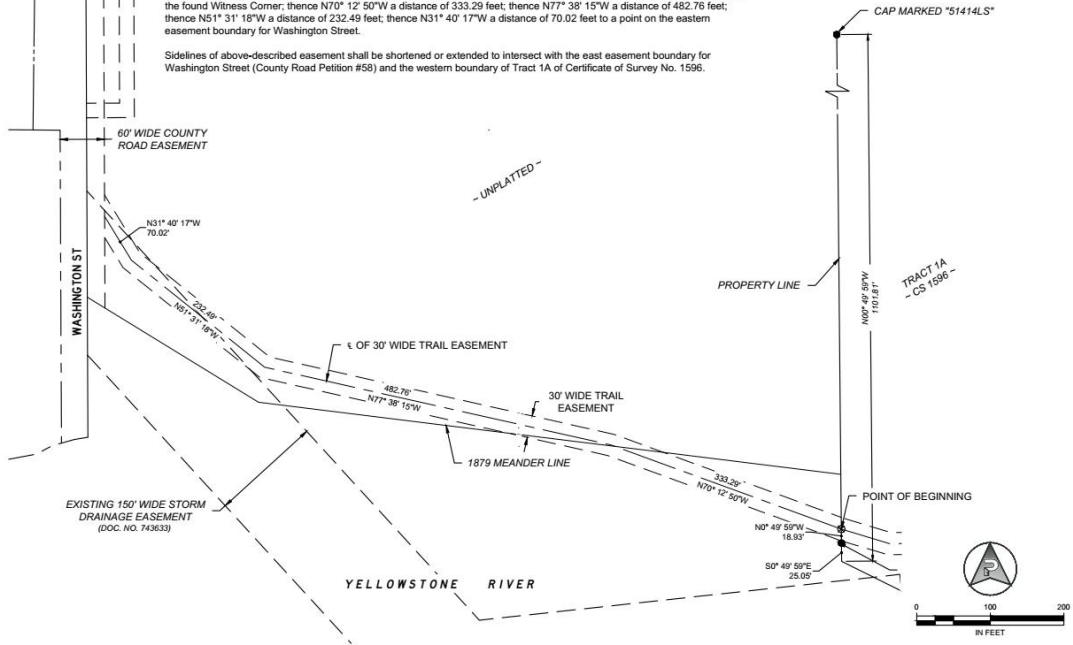 the found Witness Corner; thence N70° 12' 50"W a distance of 333.29 feet; thence N77° 38' 15"W a distance of 482.76 feet;
thence N51° 31' 18"W a distance of 232.49 feet; thence N31° 40' 17"W a distance of 70.02 feet to a point on the eastern
easement boundary for Washington Street.
Sidelines of above-described easement shall be shortened or extended to intersect with the east easement boundary for
Washington Street (County Road Petition #58) and the western boundary of Tract 1A of Certificate of Survey No. 1596.
CAP MARKED "51414LS"
60' WIDE COUNTY
ROAD EASEMENT
~ UNPLATTED ~
N31° 40' 17"W
70.02'
WASHINGTON ST
PROPERTY LINE
N00° 49' 59"W
1101.81'
TRACT 1A
~ CS 1596 ~
232.49'
N51° 31' 18"W
℄ OF 30' WIDE TRAIL EASEMENT
482.76'
N77° 38' 15"W
30' WIDE TRAIL
EASEMENT
1879 MEANDER LINE
333.29'
N70° 12' 50"W
POINT OF BEGINNING
EXISTING 150' WIDE STORM
DRAINAGE EASEMENT
(DOC. NO. 743633)
N0° 49' 59"W
18.93'
S0° 49' 59"E
25.05'
YELLOWSTONE RIVER
P
0 100 200
IN FEET